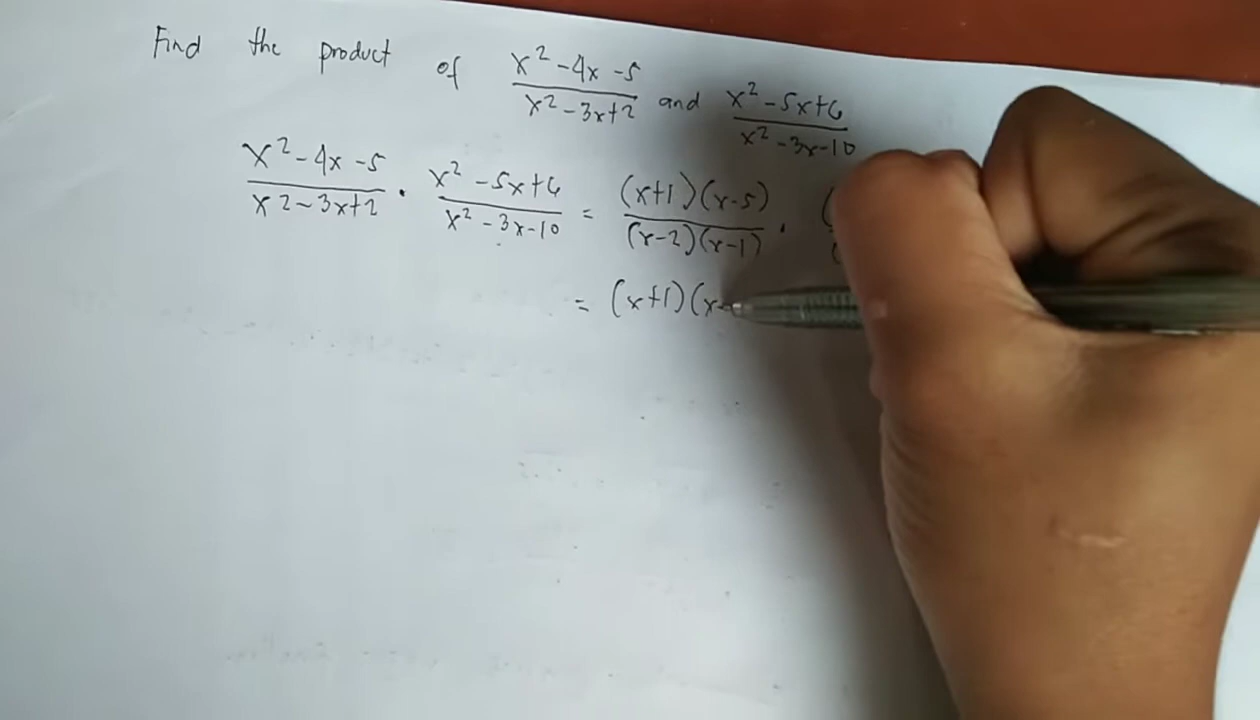 Find the product of x²-4x-5/x²-3x+2 and x²-5x+6/x²-3x-10
x²-4x-5/x2-3x+2 · x²-5x+6/x²-3x-10 = (x+1)(x-5)/(x-2)(x-1) · (
= (x+1)(x-